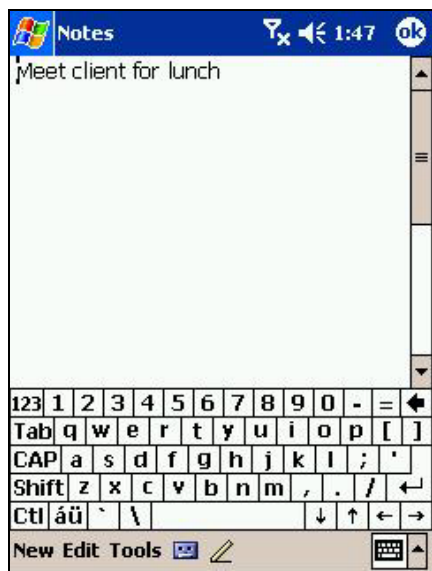 Notes 1:47 ok
Meet client for lunch
123 1 2 3 4 5 6 7 8 9 0 - =
Tab q w e r t y u i o p [ ]
CAP a s d f g h j k l ; '
Shift z x c v b n m , . /
Ctl áü ` \
New Edit Tools